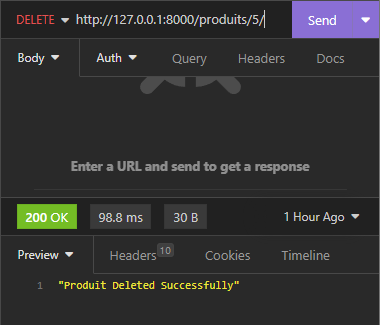 DELETE http://127.0.0.1:8000/produits/5/ Send
Body Auth Query Headers Docs
Enter a URL and send to get a response
200 OK 98.8 ms 30 B 1 Hour Ago
Preview Headers 10 Cookies Timeline
1 "Produit Deleted Successfully"